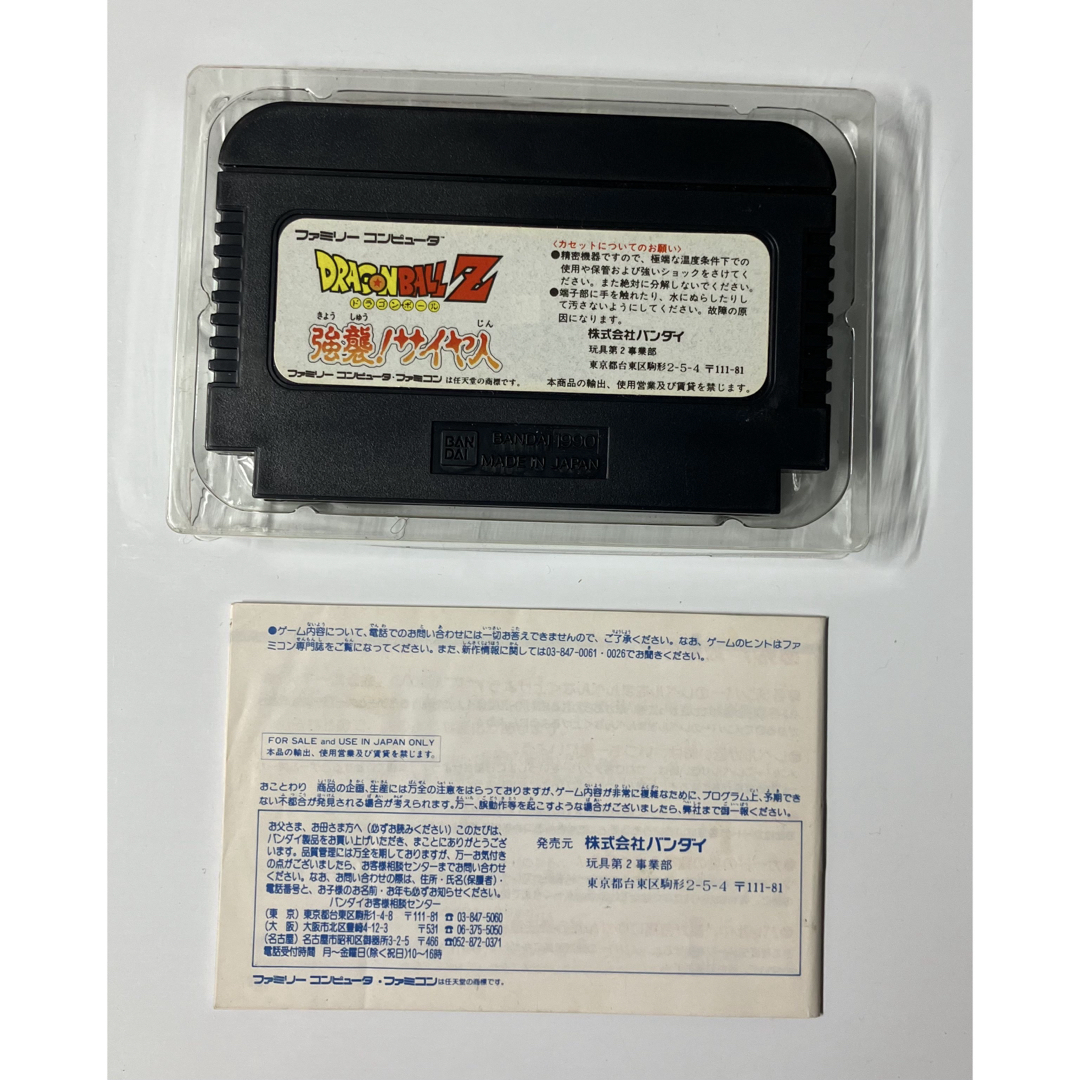 ファミリー コンピュータ™
DRAGON BALL Z
ドラゴンボール
きょう しゅう じん
強襲!サイヤ人
ファミリー コンピュータ・ファミコン は任天堂の商標です。
〈カセットについてのお願い〉
●精密機器ですので、極端な温度条件下での
使用や保管および強いショックをさけてく
ださい。また絶対に分解しないでください。
●端子部に手を触れたり、水にぬらしたりし
て汚さないようにしてください。故障の原
因になります。
株式会社バンダイ
玩具第2事業部
東京都台東区駒形2-5-4 〒111-81
本商品の輸出、使用営業及び賃貸を禁じます。
BAN
DAI
BANDAI 1990
MADE IN JAPAN
●ゲーム内容について、電話でのお問い合わせには一切お答えできませんので、ご了承ください。なお、ゲームのヒントはファ
ミコン専門誌をご覧になってください。また、新作情報に関しては03-847-0061・0026でお聞きください。
FOR SALE and USE IN JAPAN ONLY
本品の輸出、使用営業及び賃貸を禁じます。
おことわり 商品の企画、生産には万全の注意をはらっておりますが、ゲーム内容が非常に複雑なために、プログラム上、予期でき
ない不都合が発見される場合が考えられます。万一、誤動作等を起こすような場合がございましたら、弊社まで御一報ください。
お父さま、お母さま方へ(必ずお読みください)このたびは、
バンダイ製品をお買い上げいただき、まことにありがとうござ
います。品質管理には万全を期しておりますが、万一お気付き
の点がございましたら、お客様相談センターまでお問い合わせ
ください。なお、お問い合わせの際は、住所・氏名(保護者)・
電話番号と、お子様のお名前・お年も必ずお知らせください。
バンダイお客様相談センター
(東 京)東京都台東区駒形1-4-8 〒111-81 ☎03-847-5060
(大 阪)大阪市北区豊崎4-12-3 〒531 ☎06-375-5050
(名古屋)名古屋市昭和区御器所3-2-5 〒466 ☎052-872-0371
電話受付時間 月〜金曜日(除く祝日)10〜16時
発売元 株式会社バンダイ
玩具第2事業部
東京都台東区駒形2-5-4 〒111-81
ファミリー コンピュータ・ファミコンは任天堂の商標です。